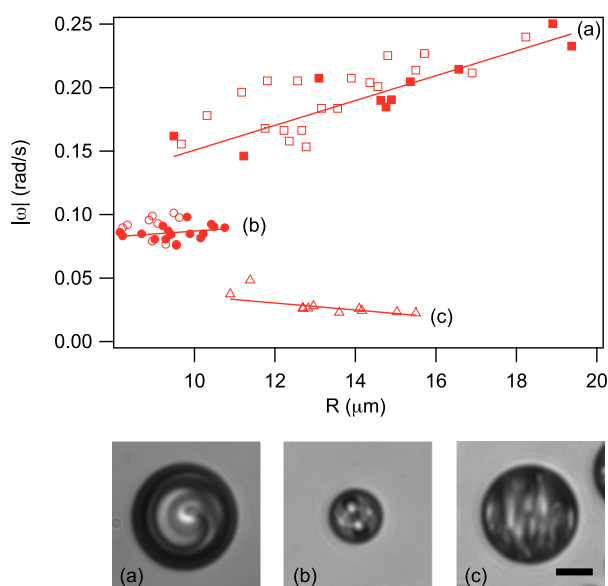 0.25
(a)
0.20
0.15
|ω| (rad/s)
0.10
(b)
0.05
(c)
0.00
10
12
14
16
18
20
R (μm)
(a)
(b)
(c)